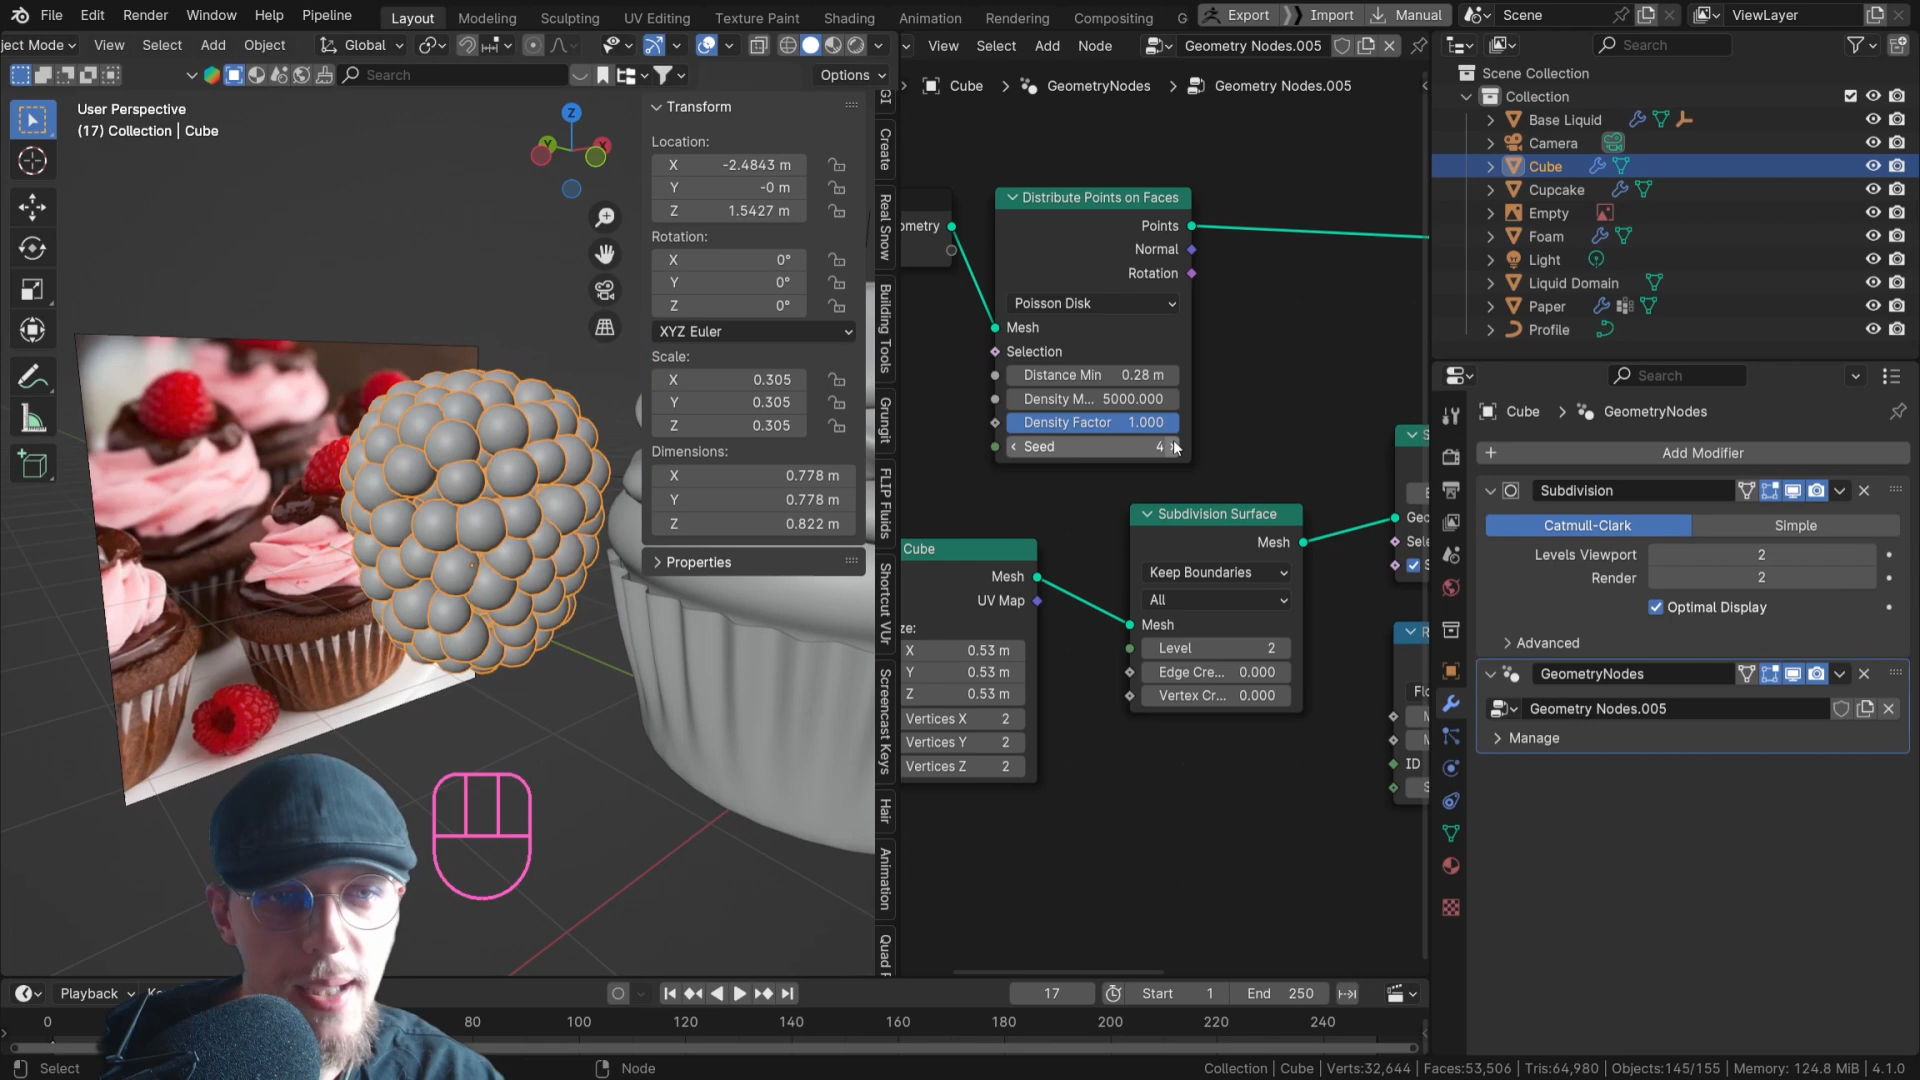 File Edit Render Window Help Pipeline Layout Modeling Sculpting UV Editing Texture Paint Shading Animation Rendering Compositing G Export Import Manual Scene ViewLayer
ject Mode View Select Add Object Global View Select Add Node Geometry Nodes.005 Search
Search Options
User Perspective
(17) Collection | Cube
Transform
Location:
X -2.4843 m
Y -0 m
Z 1.5427 m
Rotation:
X 0°
Y 0°
Z 0°
XYZ Euler
Scale:
X 0.305
Y 0.305
Z 0.305
Dimensions:
X 0.778 m
Y 0.778 m
Z 0.822 m
Properties
GI
Create
Real Snow
Building Tools
Grungit
FLIP Fluids
Shortcut VUr
Screencast Keys
Hair
Animation
Quad
Cube > GeometryNodes > Geometry Nodes.005
ometry
Distribute Points on Faces
Points
Normal
Rotation
Poisson Disk
Mesh
Selection
Distance Min 0.28 m
Density M... 5000.000
Density Factor 1.000
Seed 4
Cube
Mesh
UV Map
ze:
X 0.53 m
Y 0.53 m
Z 0.53 m
Vertices X 2
Vertices Y 2
Vertices Z 2
Subdivision Surface
Mesh
Keep Boundaries
All
Mesh
Level 2
Edge Cre... 0.000
Vertex Cr... 0.000
S
Geo
Sele
S
R
Flo
ID
Scene Collection
Collection
Base Liquid
Camera
Cube
Cupcake
Empty
Foam
Light
Liquid Domain
Paper
Profile
Search
Cube > GeometryNodes
Add Modifier
Subdivision
Catmull-Clark Simple
Levels Viewport 2
Render 2
Optimal Display
Advanced
GeometryNodes
Geometry Nodes.005
Manage
Playback Ke 17 Start 1 End 250
0 80 100 120 140 160 180 200 220 240
Select Node Collection | Cube | Verts:32,644 | Faces:53,506 | Tris:64,980 | Objects:145/155 | Memory: 124.8 MiB | 4.1.0